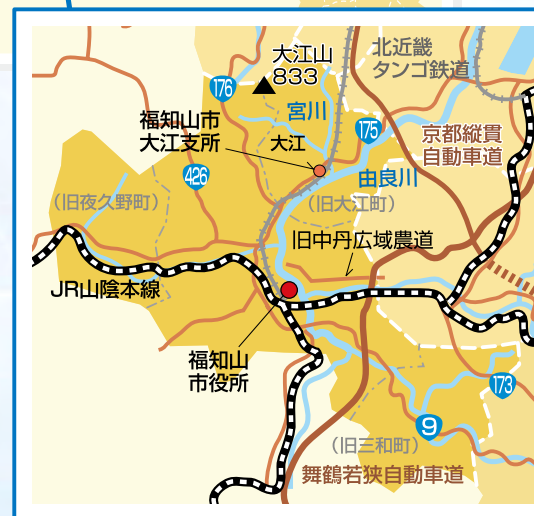 大江山
833
北近畿
タンゴ鉄道
176
宮川
福知山市
大江支所
大江
175
京都縦貫
自動車道
426
由良川
（旧夜久野町）
（旧大江町）
旧中丹広域農道
JR山陰本線
福知山
市役所
173
9
（旧三和町）
舞鶴若狭自動車道